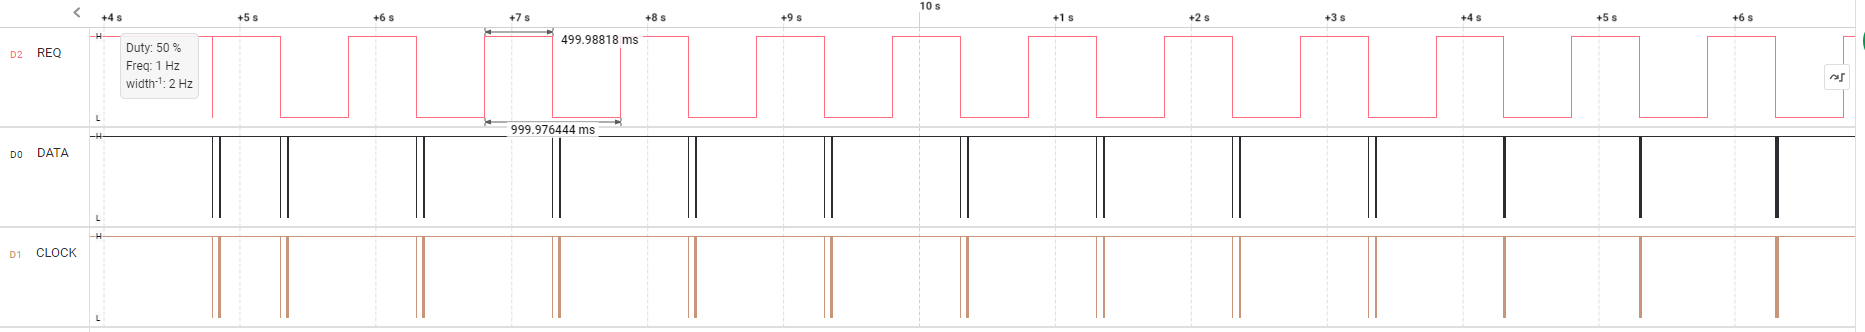 10 s
+4 s +5 s +6 s +7 s +8 s +9 s +1 s +2 s +3 s +4 s +5 s +6 s
D2 REQ
H
L
Duty: 50 %
Freq: 1 Hz
width-1: 2 Hz
499.98818 ms
999.976444 ms
D0 DATA
H
L
D1 CLOCK
H
L